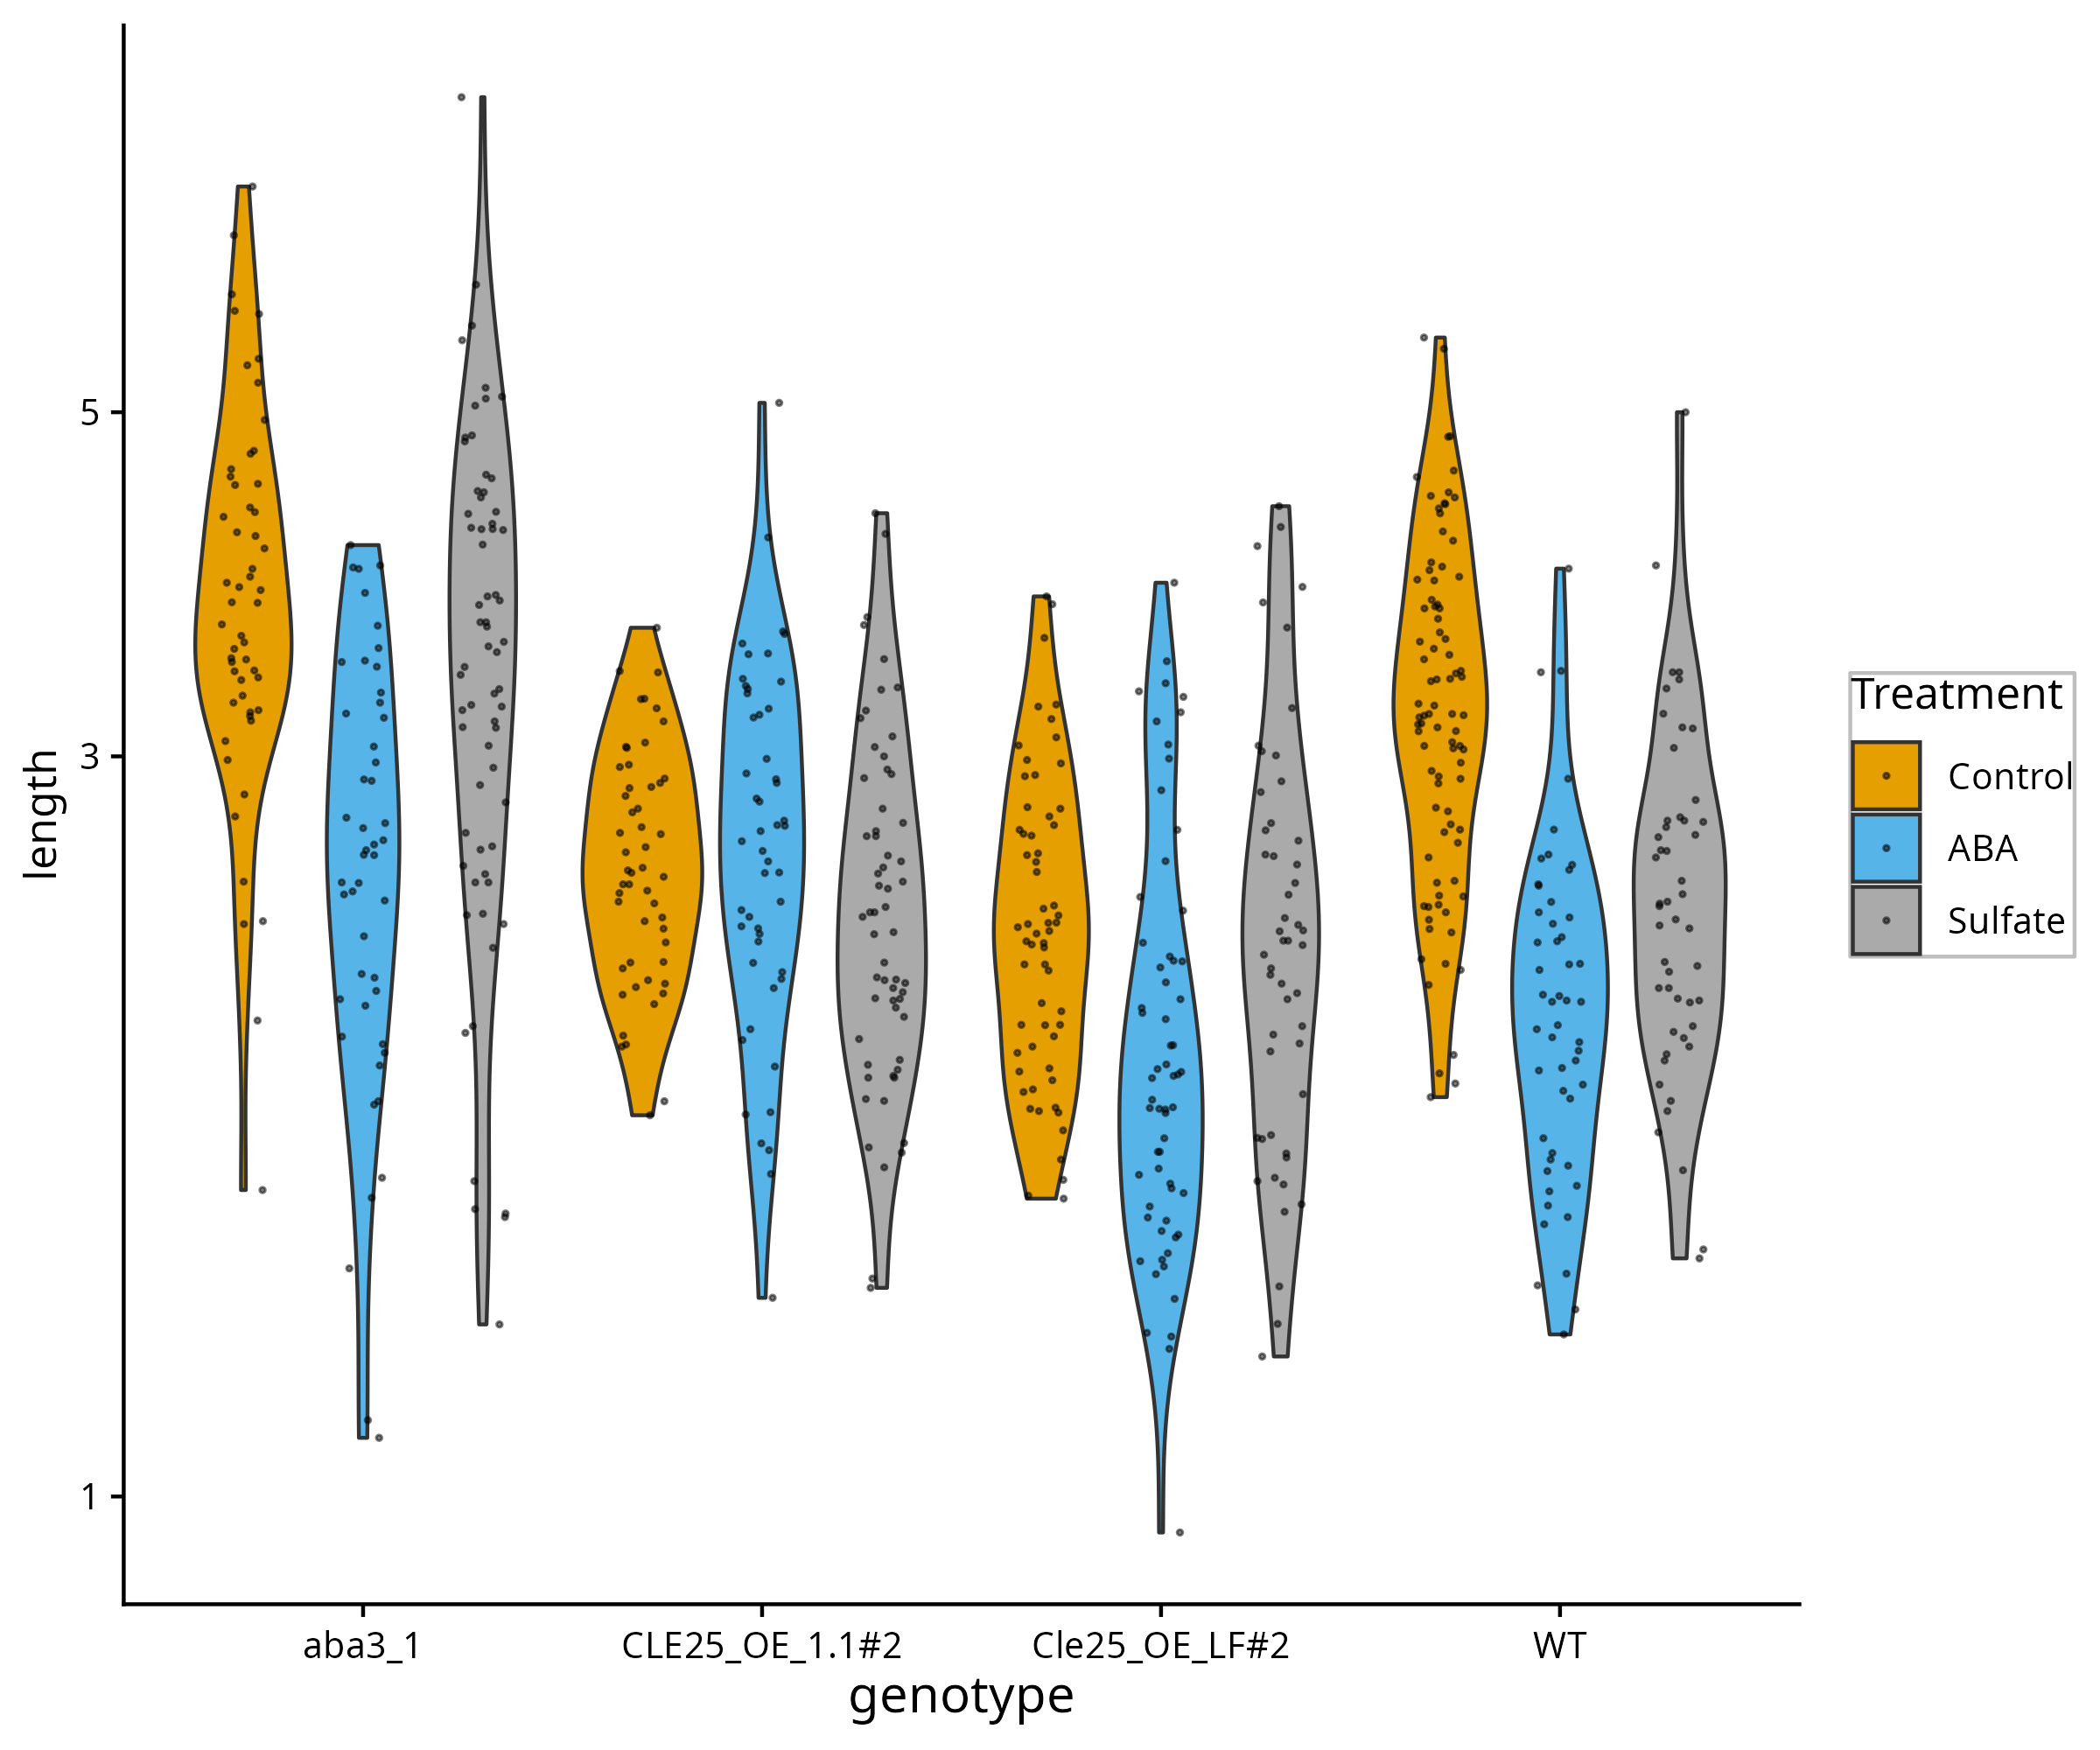 length
5
3
1
aba3_1
CLE25_OE_1.1#2
Cle25_OE_LF#2
WT
genotype
Treatment
Control
ABA
Sulfate